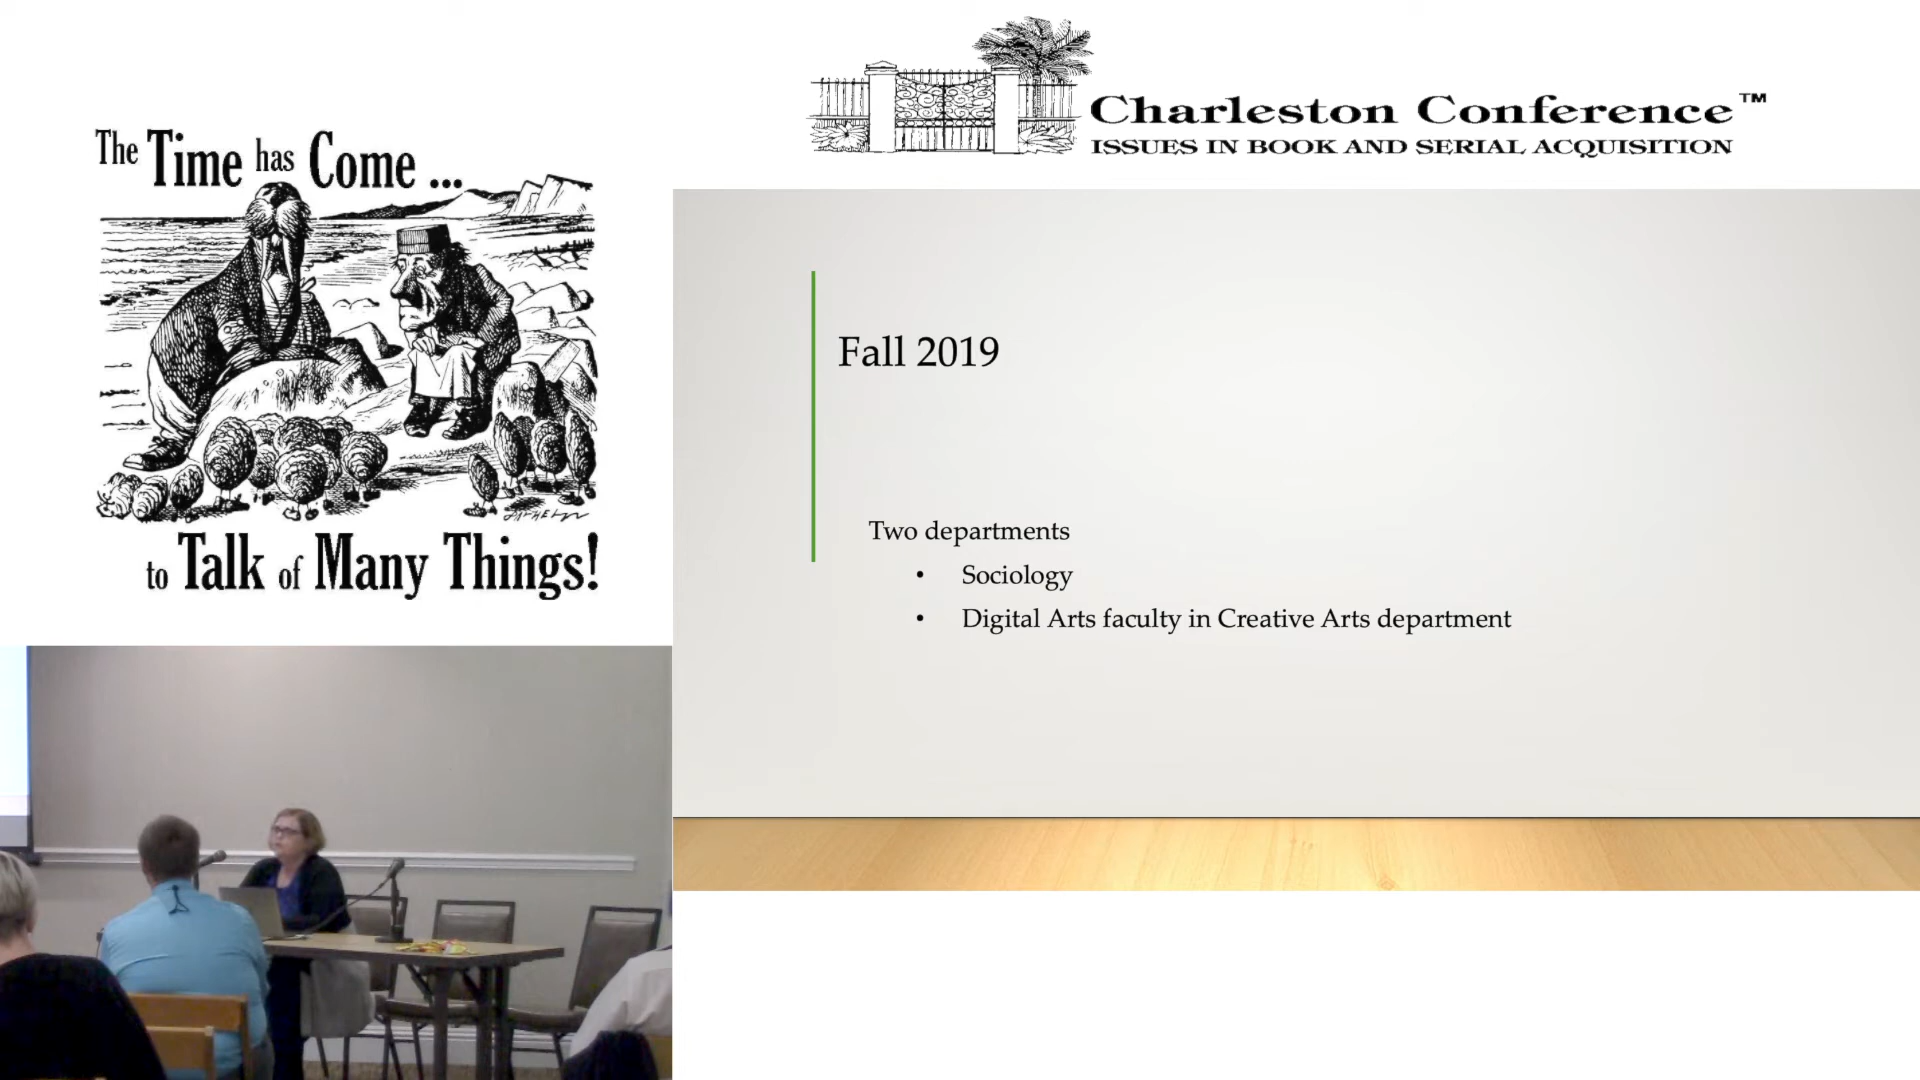 The Time has Come ...
to Talk of Many Things!
Charleston Conference™
ISSUES IN BOOK AND SERIAL ACQUISITION
Fall 2019
Two departments
• Sociology
• Digital Arts faculty in Creative Arts department